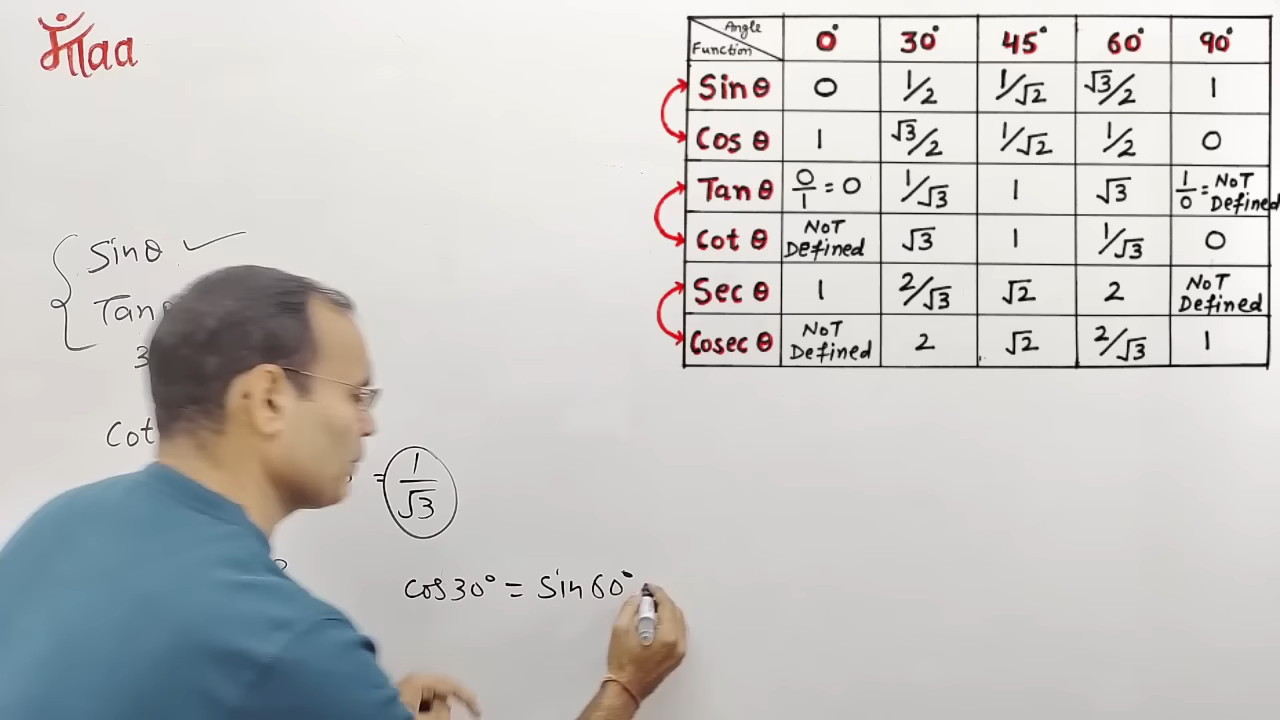 माँaa
Angle
Function
0° 30° 45° 60° 90°
Sin θ 0 1/2 1/√2 √3/2 1
Cos θ 1 √3/2 1/√2 1/2 0
Tan θ 0/1 = 0 1/√3 1 √3 1/0 = NOT Defined
Cot θ NOT Defined √3 1 1/√3 0
Sec θ 1 2/√3 √2 2 NOT Defined
Cosec θ NOT Defined 2 √2 2/√3 1
Sinθ ✓
Tan
3
Cot
= 1/√3
Cos30° = Sin60°